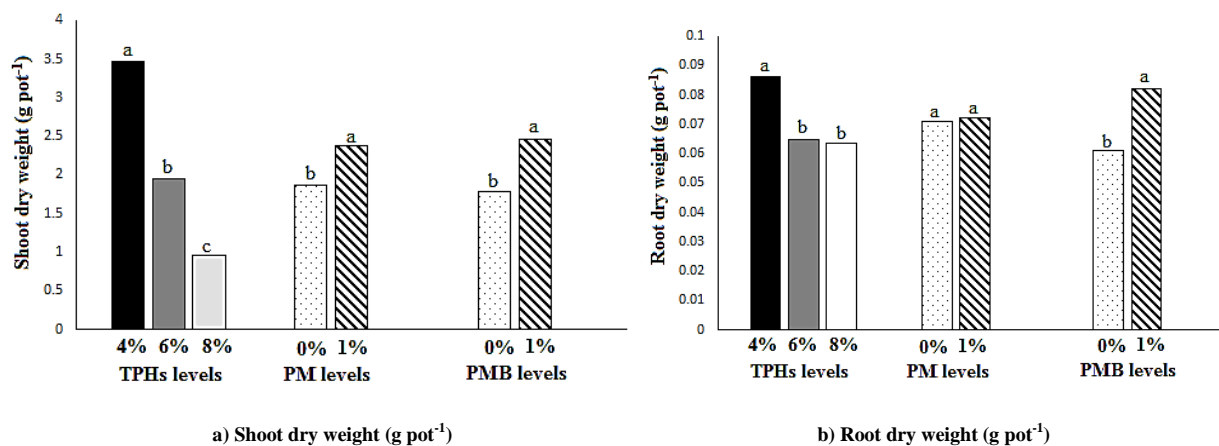 Shoot dry weight (g pot⁻¹)
4
3.5
3
2.5
2
1.5
1
0.5
0
a
b
c
b
a
b
a
4% 6% 8%
0% 1%
0% 1%
TPHs levels
PM levels
PMB levels
a) Shoot dry weight (g pot⁻¹)
Root dry weight (g pot⁻¹)
0.1
0.09
0.08
0.07
0.06
0.05
0.04
0.03
0.02
0.01
0
a
b
b
a
a
b
a
4% 6% 8%
0% 1%
0% 1%
TPHs levels
PM levels
PMB levels
b) Root dry weight (g pot⁻¹)